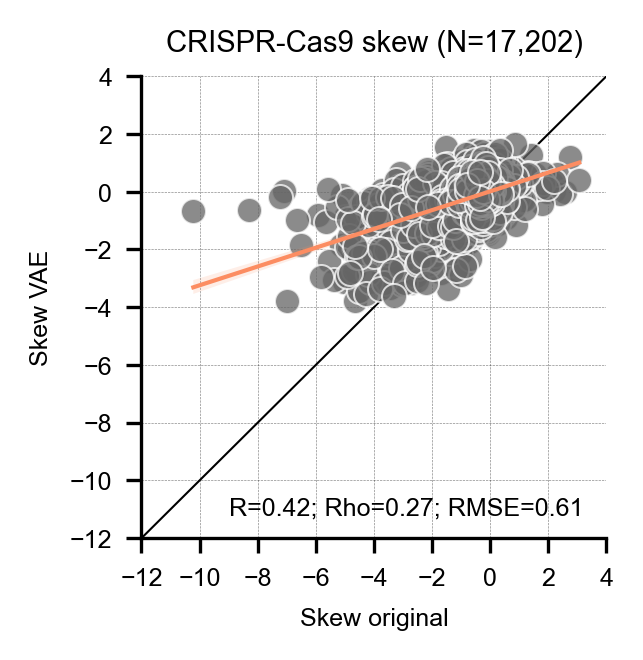 CRISPR-Cas9 skew (N=17,202)
4
2
0
−2
−4
−6
−8
−10
−12
Skew VAE
R=0.42; Rho=0.27; RMSE=0.61
−12 −10 −8 −6 −4 −2 0 2 4
Skew original